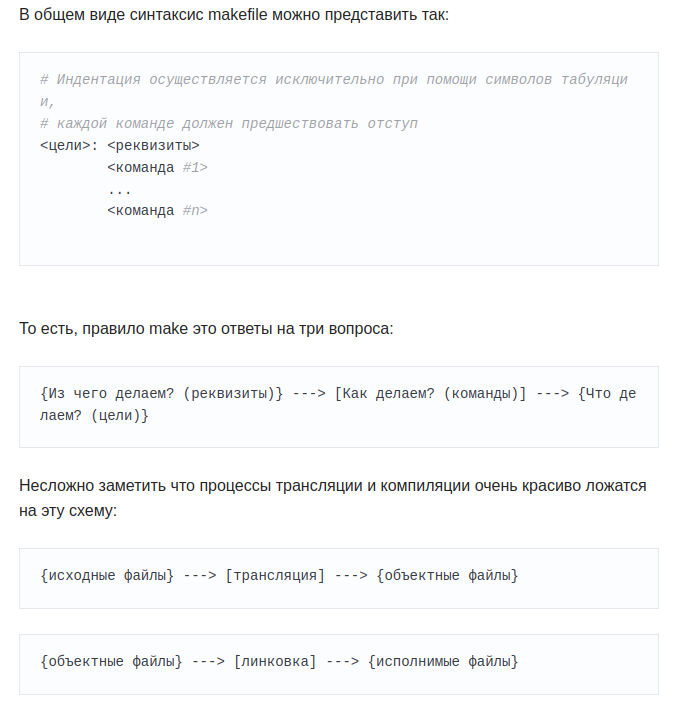 В общем виде синтаксис makefile можно представить так:
# Индентация осуществляется исключительно при помощи символов табуляци
и,
# каждой команде должен предшествовать отступ
<цели>: <реквизиты>
<команда #1>
...
<команда #n>
То есть, правило make это ответы на три вопроса:
{Из чего делаем? (реквизиты)} ---> [Как делаем? (команды)] ---> {Что де
лаем? (цели)}
Несложно заметить что процессы трансляции и компиляции очень красиво ложатся
на эту схему:
{исходные файлы} ---> [трансляция] ---> {объектные файлы}
{объектные файлы} ---> [линковка] ---> {исполнимые файлы}